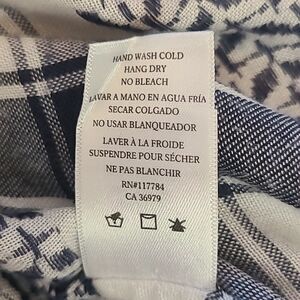 HAND WASH COLD
HANG DRY
NO BLEACH
LAVAR A MANO EN AGUA FRÍA
SECAR COLGADO
NO USAR BLANQUEADOR
LAVER À LA FROIDE
SUSPENDRE POUR SÉCHER
NE PAS BLANCHIR
RN#117784
CA 36979